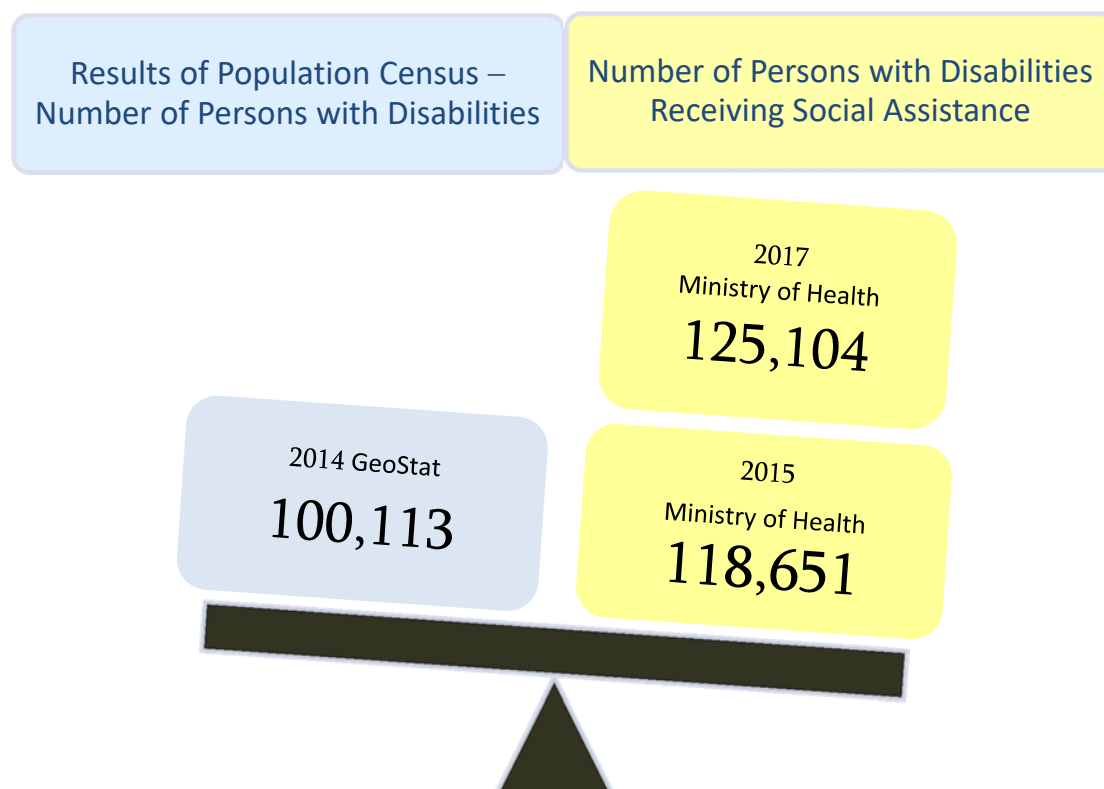 Results of Population Census –
Number of Persons with Disabilities
Number of Persons with Disabilities
Receiving Social Assistance
2017
Ministry of Health
125,104
2014 GeoStat
100,113
2015
Ministry of Health
118,651